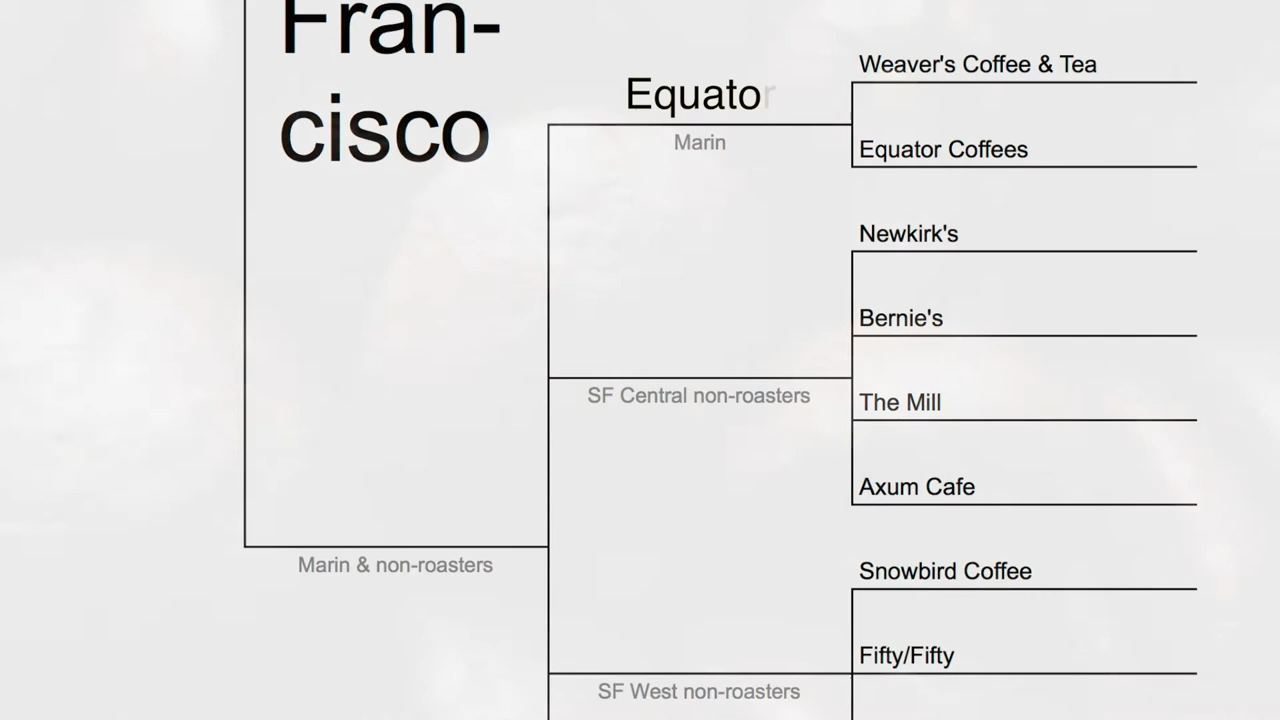 Fran-
cisco
Equator
Marin
Weaver's Coffee & Tea
Equator Coffees
Newkirk's
Bernie's
SF Central non-roasters
The Mill
Axum Cafe
Marin & non-roasters
Snowbird Coffee
Fifty/Fifty
SF West non-roasters